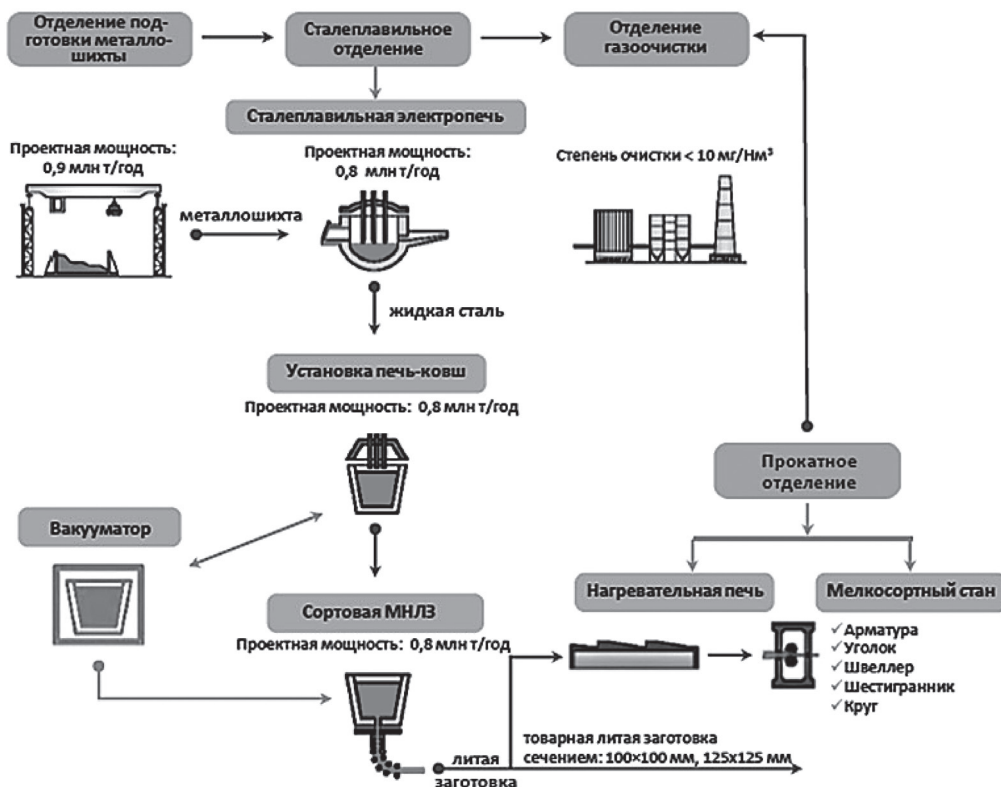 Отделение под-
готовки металло-
шихты
Сталеплавильное
отделение
Отделение
газоочистки
Сталеплавильная электропечь
Проектная мощность:
0,9 млн т/год
Проектная мощность:
0,8 млн т/год
Степень очистки < 10 мг/Нм³
металлошихта
жидкая сталь
Установка печь-ковш
Проектная мощность: 0,8 млн т/год
Прокатное
отделение
Вакууматор
Нагревательная печь
Мелкосортный стан
Сортовая МНЛЗ
Проектная мощность: 0,8 млн т/год
✓Арматура
✓Уголок
✓Швеллер
✓Шестигранник
✓Круг
товарная литая заготовка
сечением: 100×100 мм, 125х125 мм
литая
заготовка